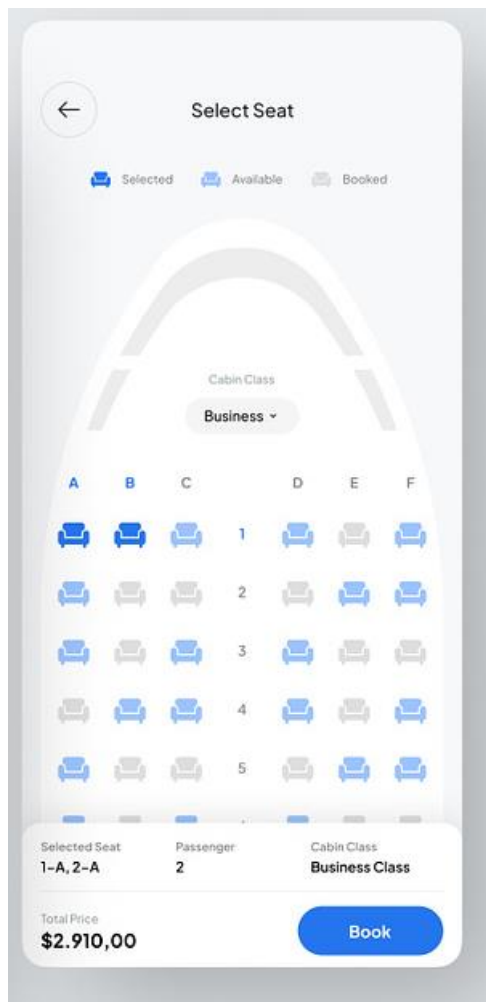 Select Seat
Selected Available Booked
Cabin Class
Business
A B C D E F
1
2
3
4
5
Selected Seat Passenger Cabin Class
1-A, 2-A 2 Business Class
Total Price
$2.910,00
Book